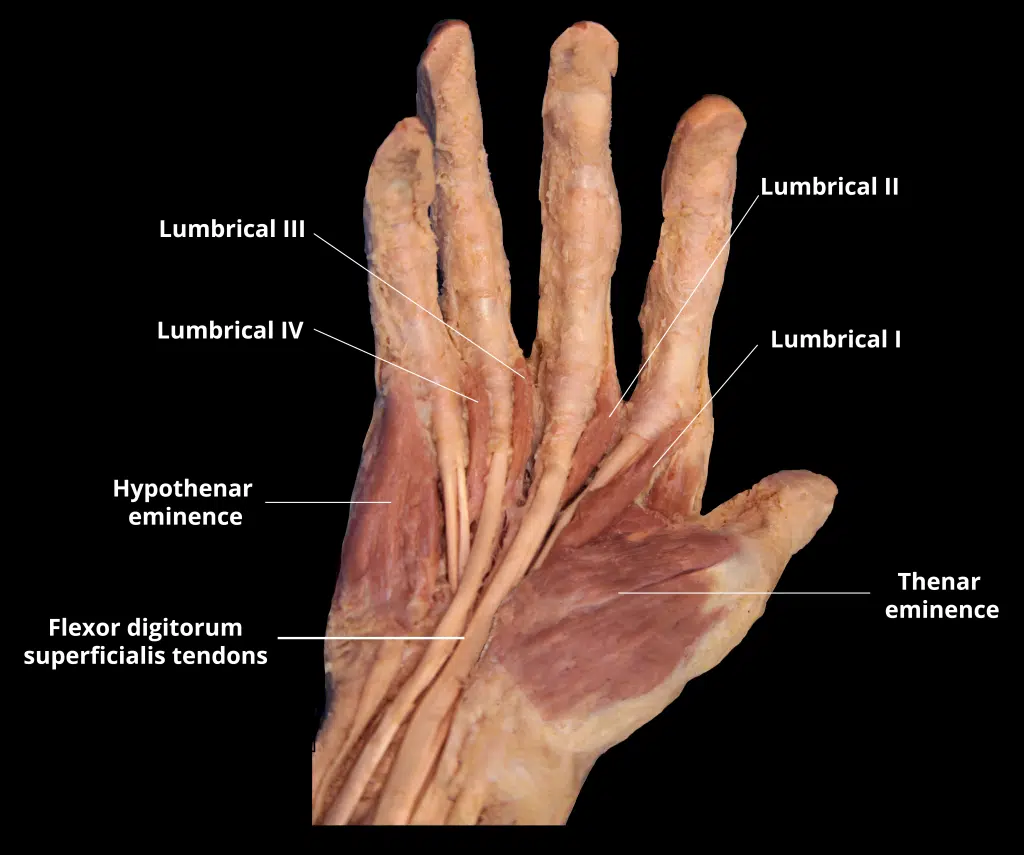 Lumbrical II
Lumbrical III
Lumbrical IV
Lumbrical I
Hypothenar
eminence
Thenar
eminence
Flexor digitorum
superficialis tendons